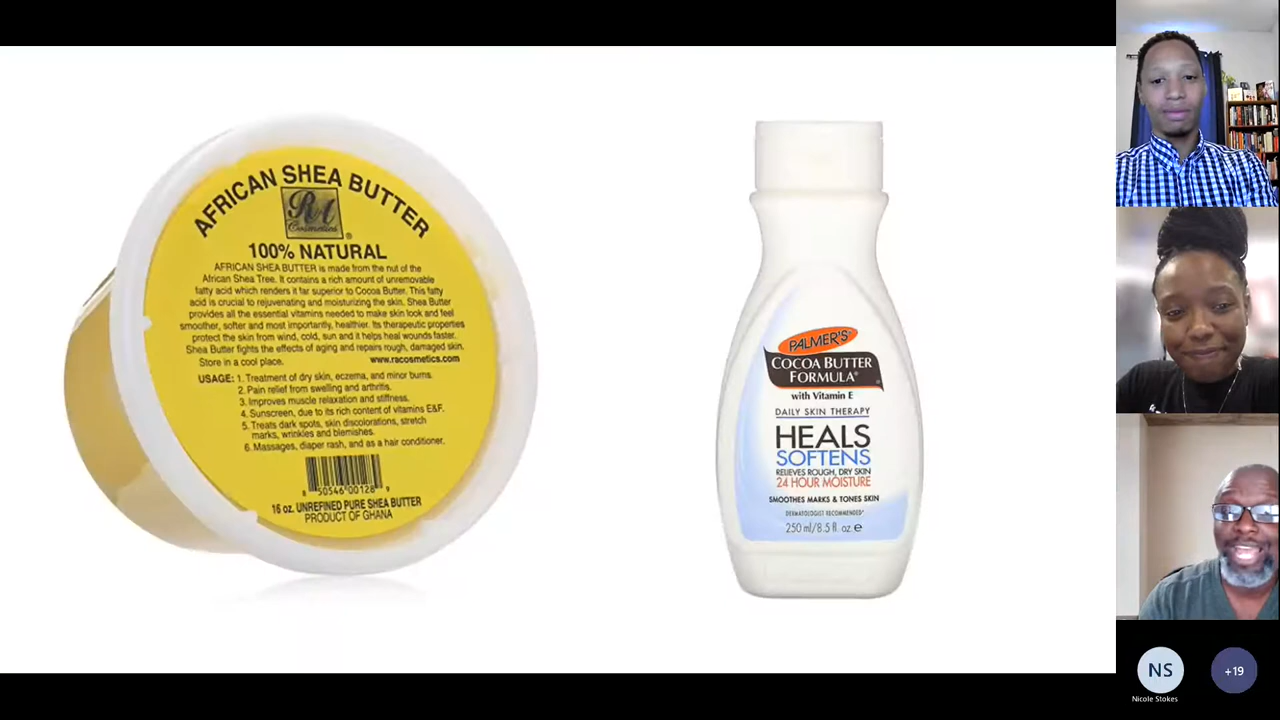 AFRICAN SHEA BUTTER
RA
Cosmetics
®
100% NATURAL
AFRICAN SHEA BUTTER is made from the nut of the
African Shea Tree. It contains a rich amount of unremovable
fatty acid which renders it far superior to Cocoa Butter. This fatty
acid is crucial to rejuvenating and moisturizing the skin. Shea Butter
provides all the essential vitamins needed to make skin look and feel
smoother, softer and most importantly, healthier. Its therapeutic properties
protect the skin from wind, cold, sun and it helps heal wounds faster.
Shea Butter fights the effects of aging and repairs rough, damaged skin.
Store in a cool place. www.racosmetics.com
USAGE: 1. Treatment of dry skin, eczema, and minor burns.
2. Pain relief from swelling and arthritis.
3. Improves muscle relaxation and stiffness.
4. Sunscreen, due to its rich content of vitamins E&F.
5. Treats dark spots, skin discolorations, stretch
marks, wrinkles and blemishes.
6. Massages, diaper rash, and as a hair conditioner.
8 50546 00128 9
16 oz. UNREFINED PURE SHEA BUTTER
PRODUCT OF GHANA
PALMER'S®
COCOA BUTTER
FORMULA®
with Vitamin E
DAILY SKIN THERAPY
HEALS
SOFTENS
RELIEVES ROUGH, DRY SKIN
24 HOUR MOISTURE
SMOOTHES MARKS & TONES SKIN
DERMATOLOGIST RECOMMENDED*
250 ml/8.5 fl. oz. e
NS
Nicole Stokes
+19